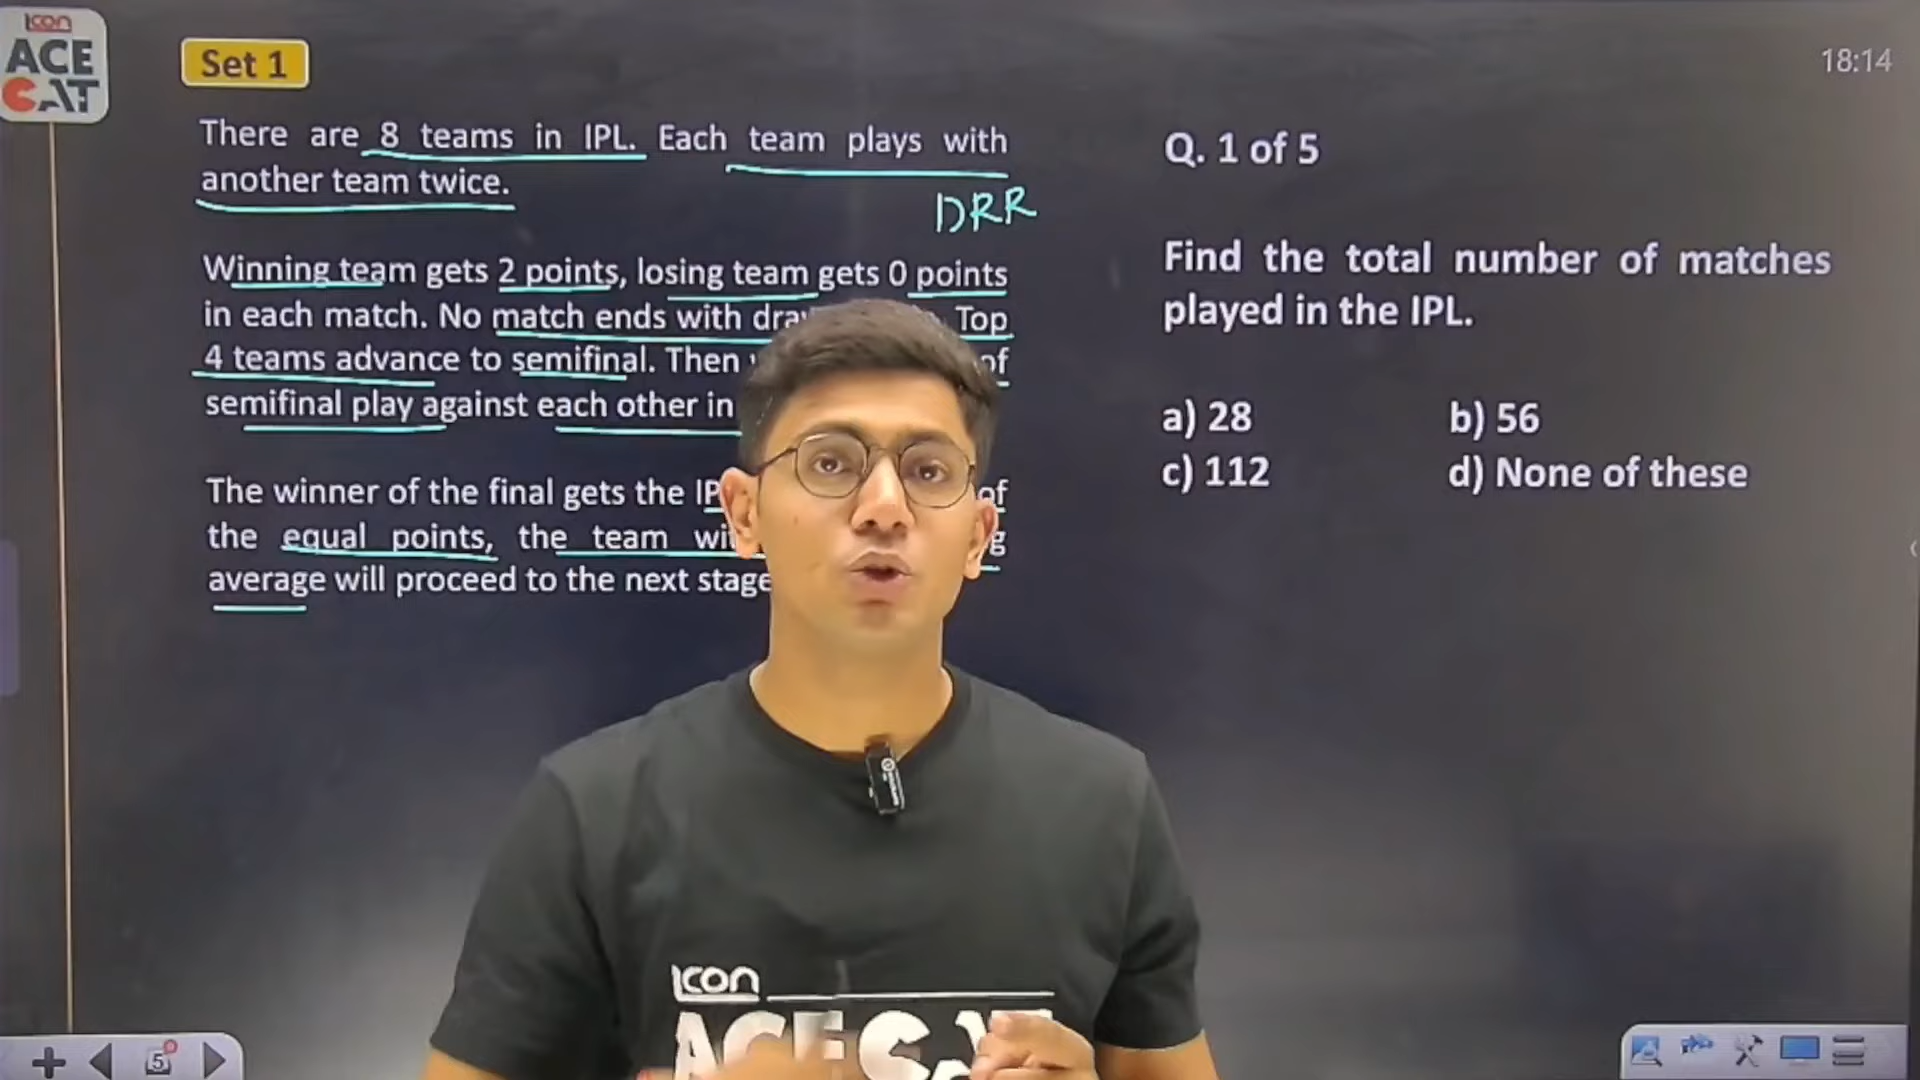 ıcon
ACE
CAT
Set 1
18:14
There are 8 teams in IPL. Each team plays with
another team twice.
DRR
Winning team gets 2 points, losing team gets 0 points
in each match. No match ends with Top
4 teams advance to semifinal. Then of
semifinal play against each other in
The winner of the final gets the of
the equal points, the team
average will proceed to the next stage
Q. 1 of 5
Find the total number of matches
played in the IPL.
a) 28 b) 56
c) 112 d) None of these
ıcon
ACE CAT
5